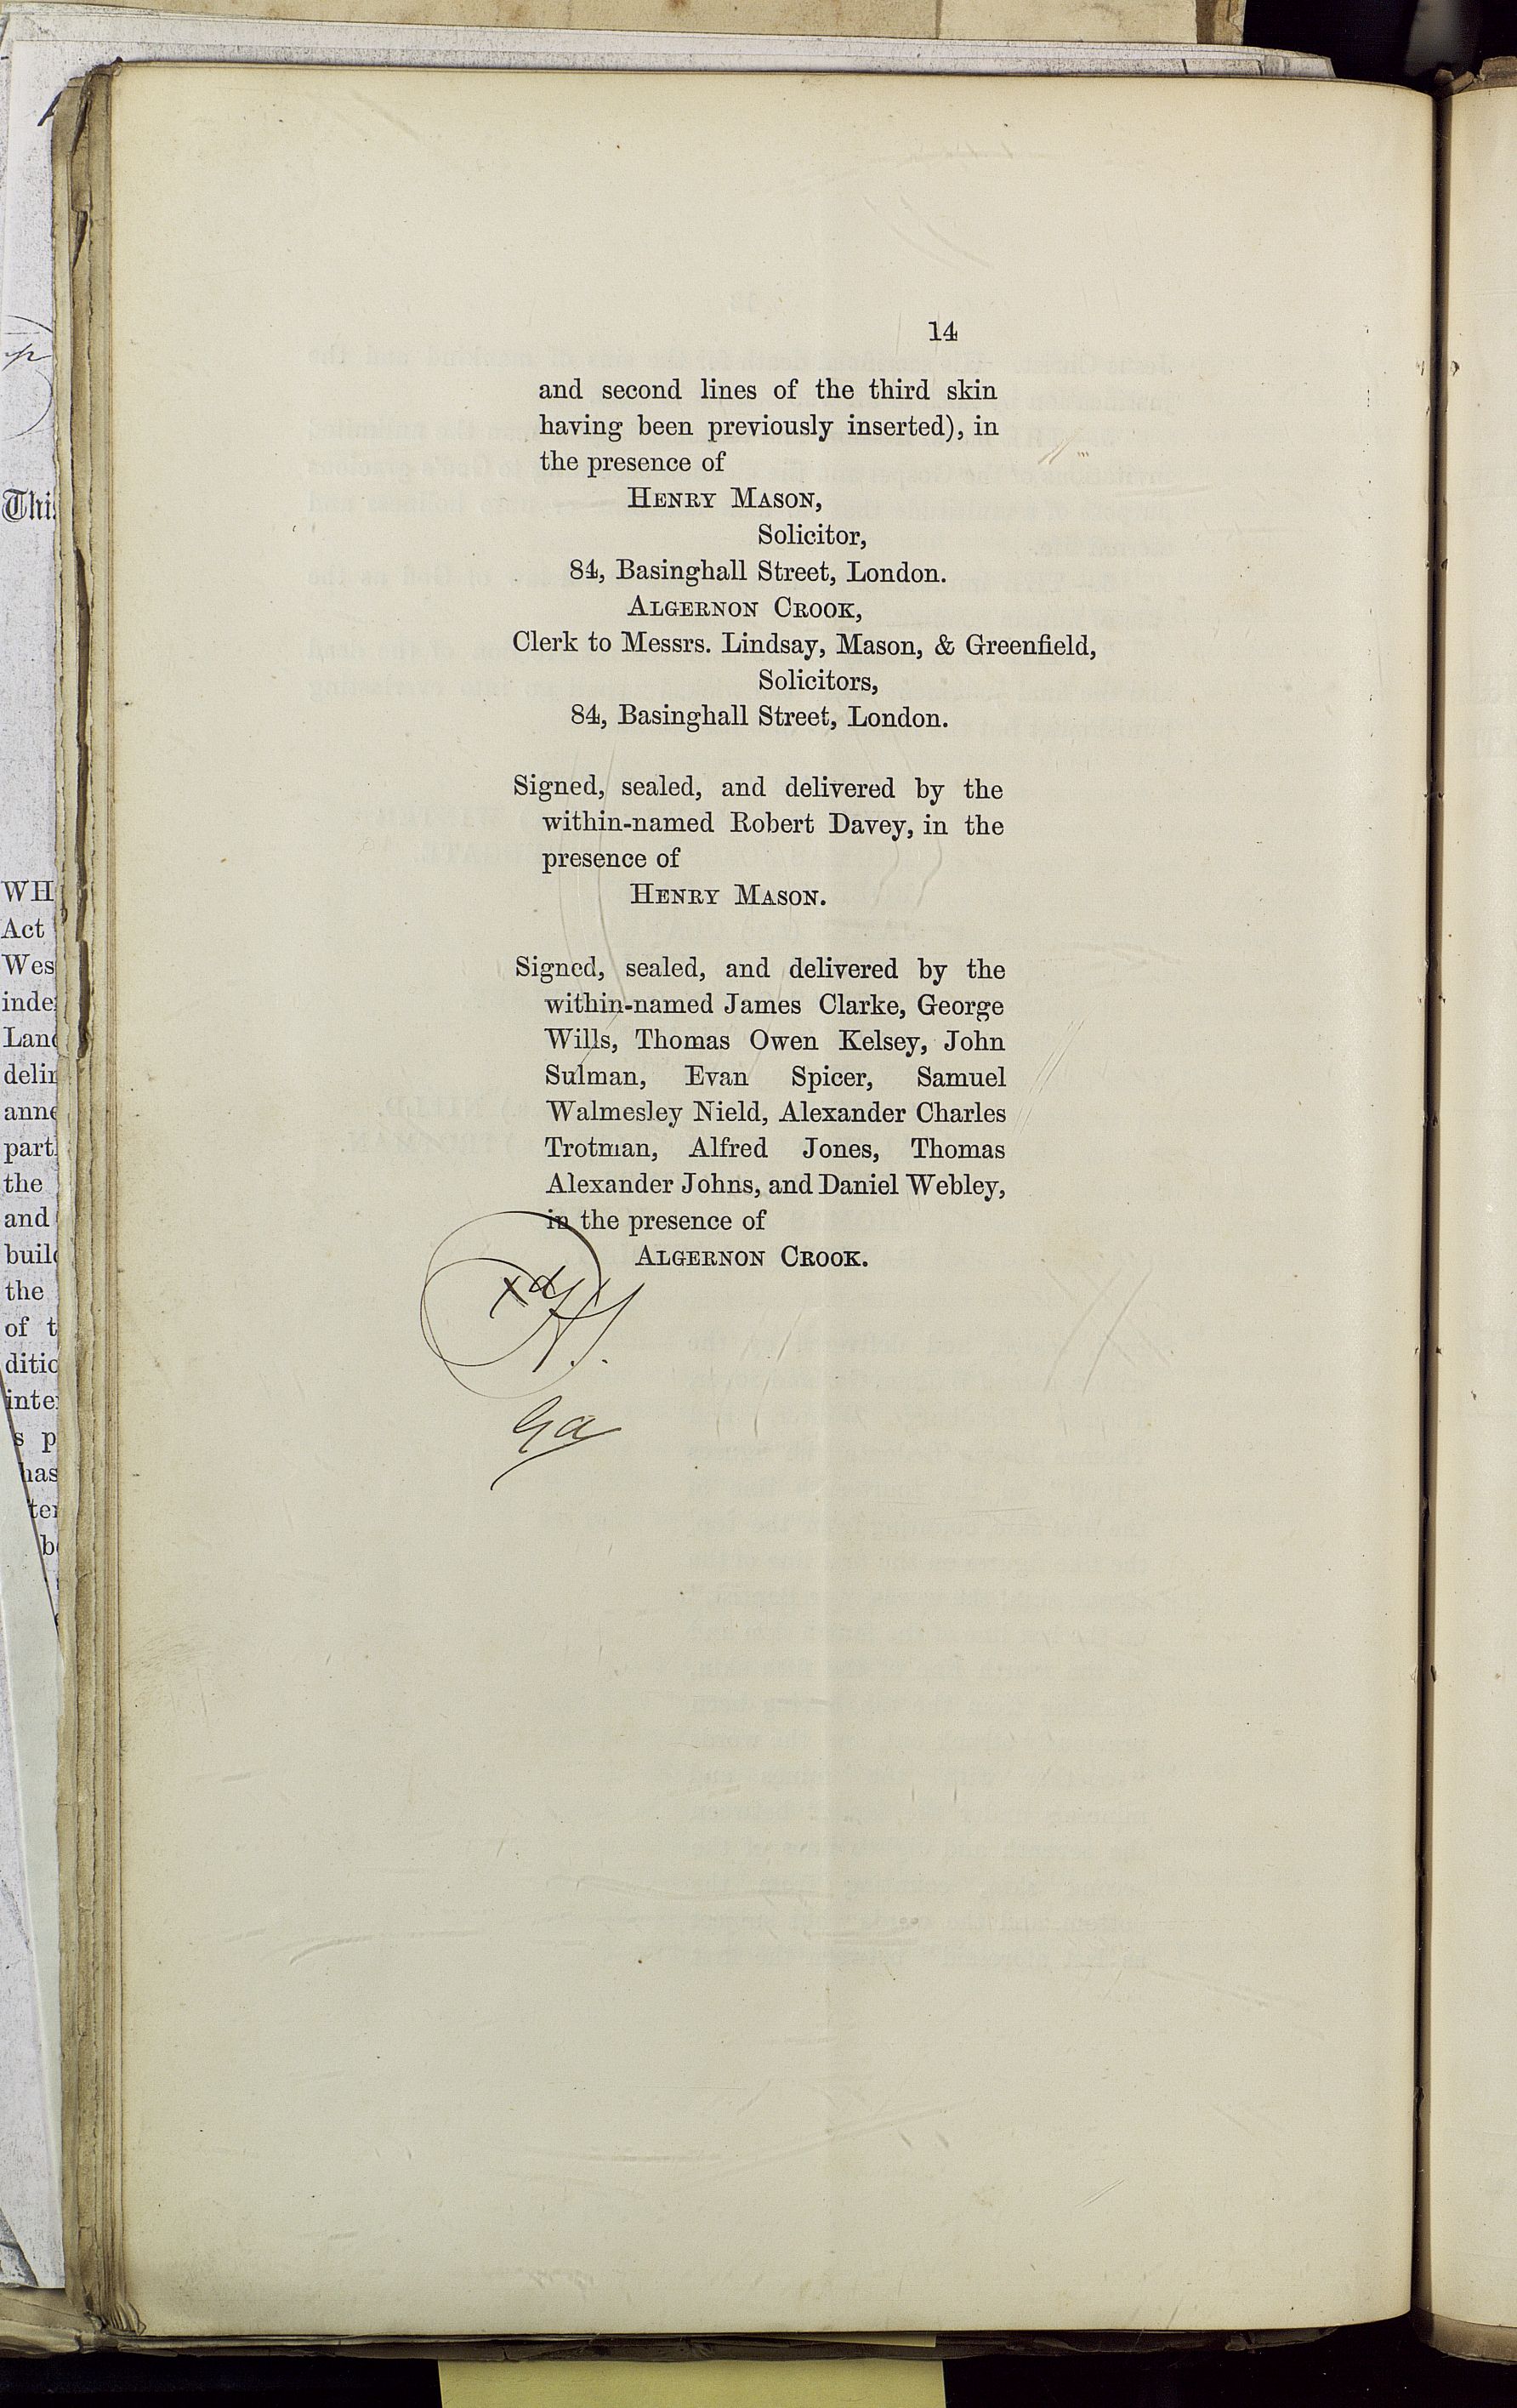 14
and second lines of the third skin
having been previously inserted), in
the presence of
HENRY MASON,
Solicitor,
84, Basinghall Street, London.
ALGERNON CROOK,
Clerk to Messrs. Lindsay, Mason, & Greenfield,
Solicitors,
84, Basinghall Street, London.
Signed, sealed, and delivered by the
within-named Robert Davey, in the
presence of
HENRY MASON.
Signed, sealed, and delivered by the
within-named James Clarke, George
Wills, Thomas Owen Kelsey, John
Sulman, Evan Spicer, Samuel
Walmesley Nield, Alexander Charles
Trotman, Alfred Jones, Thomas
Alexander Johns, and Daniel Webley,
in the presence of
ALGERNON CROOK.